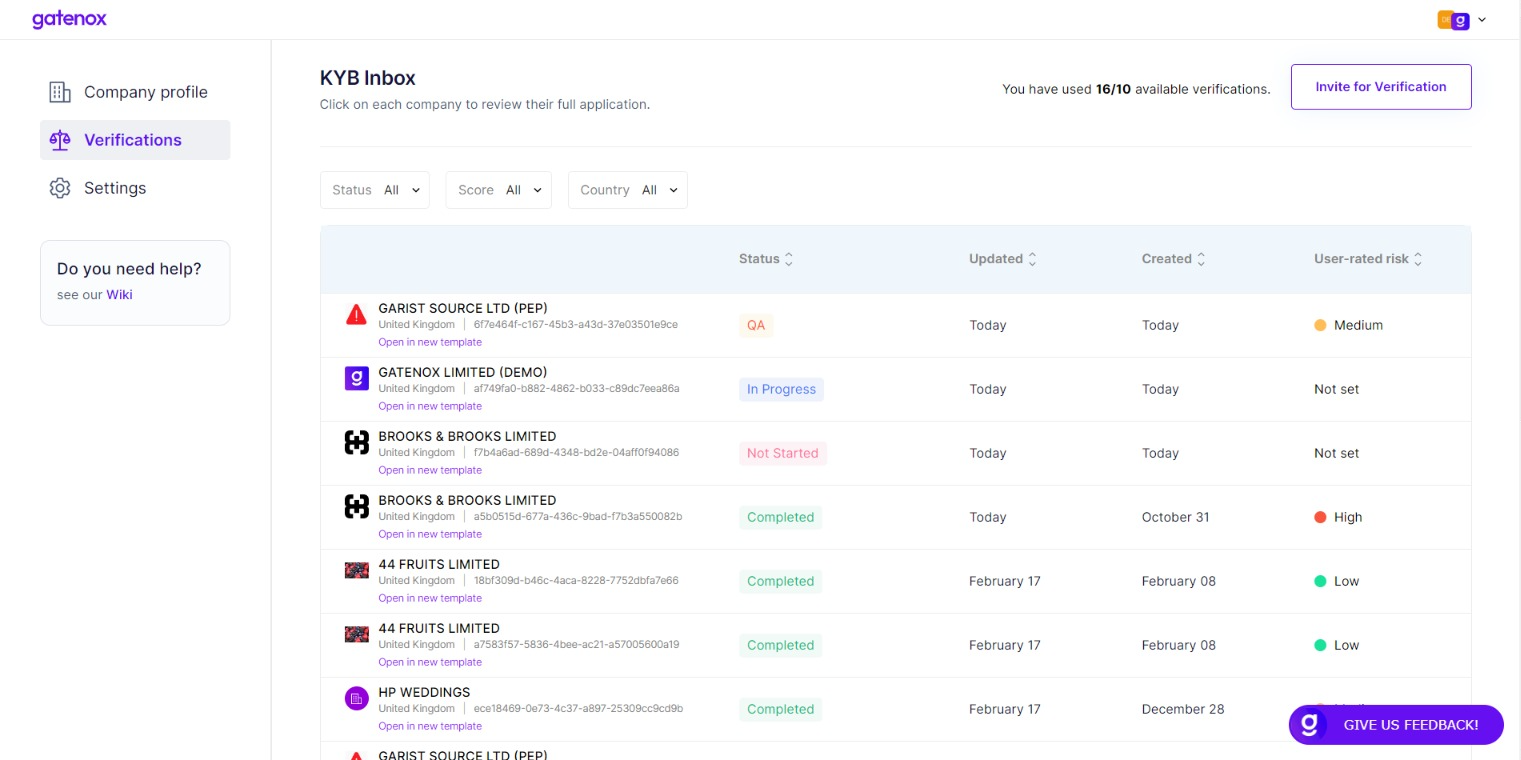 gatenox
Company profile
Verifications
Settings
Do you need help?
see our Wiki
KYB Inbox
Click on each company to review their full application.
You have used 16/10 available verifications.
Invite for Verification
Status All
Score All
Country All
Status Updated Created User-rated risk
GARIST SOURCE LTD (PEP)
United Kingdom | 6f7e464f-c167-45b3-a43d-37e03501e9ce
Open in new template
QA Today Today Medium
GATENOX LIMITED (DEMO)
United Kingdom | af749fa0-b882-4862-b033-c89dc7eea86a
Open in new template
In Progress Today Today Not set
BROOKS & BROOKS LIMITED
United Kingdom | f7b4a6ad-689d-4348-bd2e-04aff0f94086
Open in new template
Not Started Today Today Not set
BROOKS & BROOKS LIMITED
United Kingdom | a5b0515d-677a-436c-9bad-f7b3a550082b
Open in new template
Completed Today October 31 High
44 FRUITS LIMITED
United Kingdom | 18bf309d-b46c-4aca-8228-7752dbfa7e66
Open in new template
Completed February 17 February 08 Low
44 FRUITS LIMITED
United Kingdom | a7583f57-5836-4bee-ac21-a57005600a19
Open in new template
Completed February 17 February 08 Low
HP WEDDINGS
United Kingdom | ece18469-0e73-4c37-a897-25309cc9cd9b
Open in new template
Completed February 17 December 28
GIVE US FEEDBACK!
GARIST SOURCE LTD (PEP)